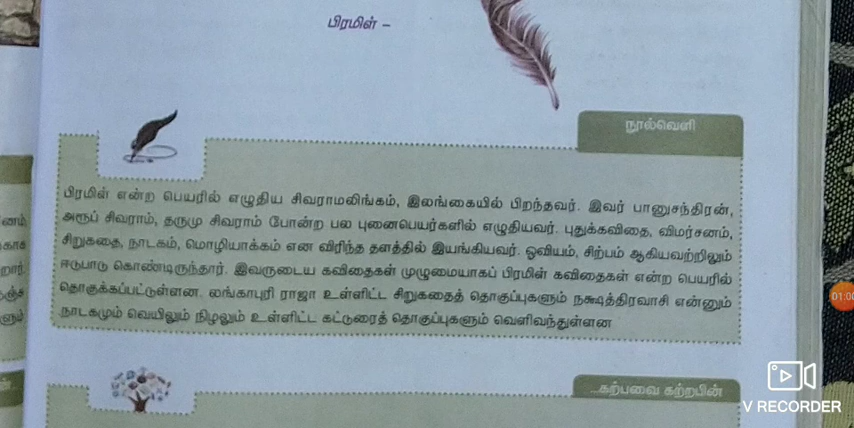 பிரமிள் –
நூல்வெளி
பிரமிள் என்ற பெயரில் எழுதிய சிவராமலிங்கம், இலங்கையில் பிறந்தவர். இவர் பானுசந்திரன்,
அரூப் சிவராம், தருமு சிவராம் போன்ற பல புனைபெயர்களில் எழுதியவர். புதுக்கவிதை, விமர்சனம்,
சிறுகதை, நாடகம், மொழியாக்கம் என விரிந்த தளத்தில் இயங்கியவர். ஓவியம், சிற்பம் ஆகியவற்றிலும்
ஈடுபாடு கொண்டிருந்தார். இவருடைய கவிதைகள் முழுமையாகப் பிரமிள் கவிதைகள் என்ற பெயரில்
தொகுக்கப்பட்டுள்ளன. லங்காபுரி ராஜா உள்ளிட்ட சிறுகதைத் தொகுப்புகளும் நக்ஷத்திரவாசி என்னும்
நாடகமும் வெயிலும் நிழலும் உள்ளிட்ட கட்டுரைத் தொகுப்புகளும் வெளிவந்துள்ளன
...கற்பவை கற்றபின்
V RECORDER